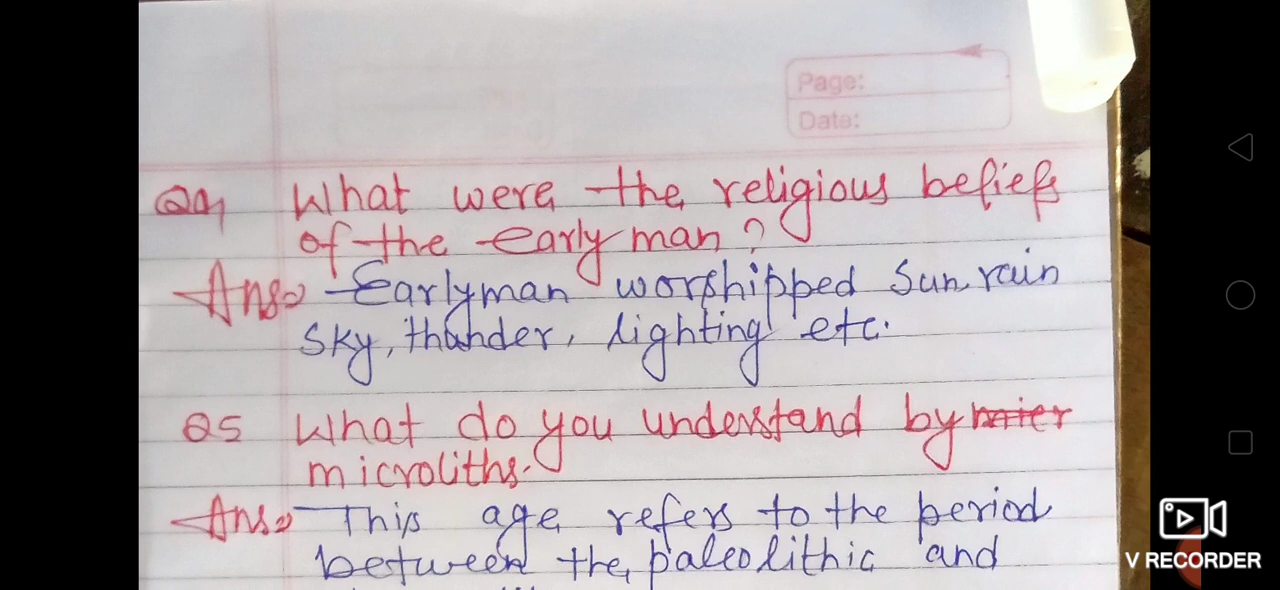 Page:
Date:
Q4 What were the religious beliefs
of the early man?
Ans→ Earlyman worshipped Sun, rain
Sky, thunder, lighting etc.
Q5 What do you understand by
microliths.
Ans→ This age refers to the period
between the paleolithic and
V RECORDER